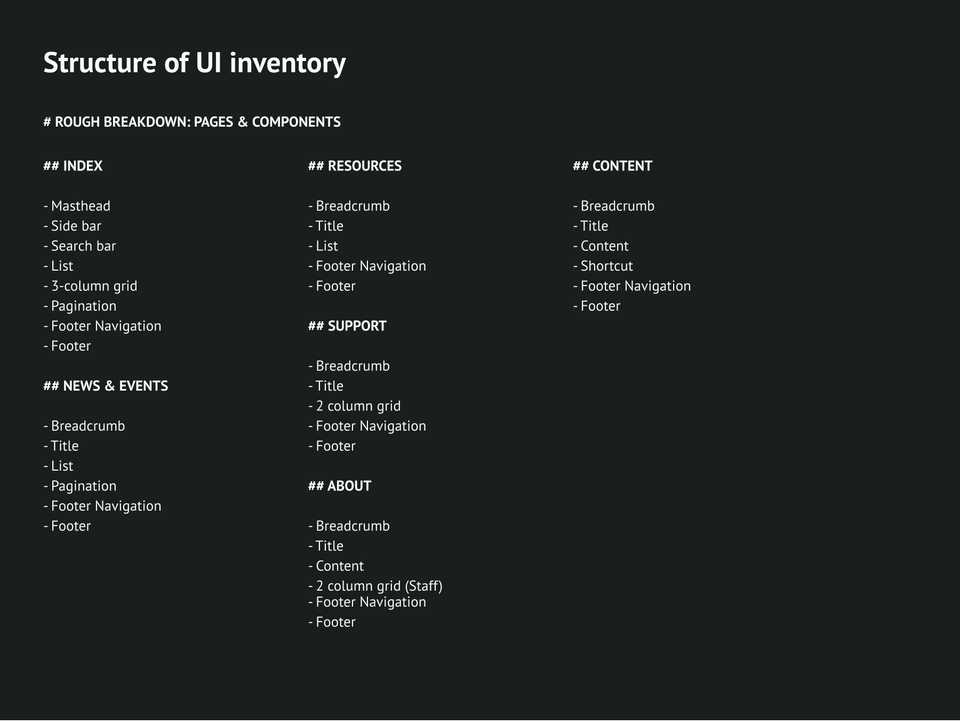 Structure of UI inventory
# ROUGH BREAKDOWN: PAGES & COMPONENTS
## INDEX
- Masthead
- Side bar
- Search bar
- List
- 3-column grid
- Pagination
- Footer Navigation
- Footer
## NEWS & EVENTS
- Breadcrumb
- Title
- List
- Pagination
- Footer Navigation
- Footer
## RESOURCES
- Breadcrumb
- Title
- List
- Footer Navigation
- Footer
## SUPPORT
- Breadcrumb
- Title
- 2 column grid
- Footer Navigation
- Footer
## ABOUT
- Breadcrumb
- Title
- Content
- 2 column grid (Staff)
- Footer Navigation
- Footer
## CONTENT
- Breadcrumb
- Title
- Content
- Shortcut
- Footer Navigation
- Footer